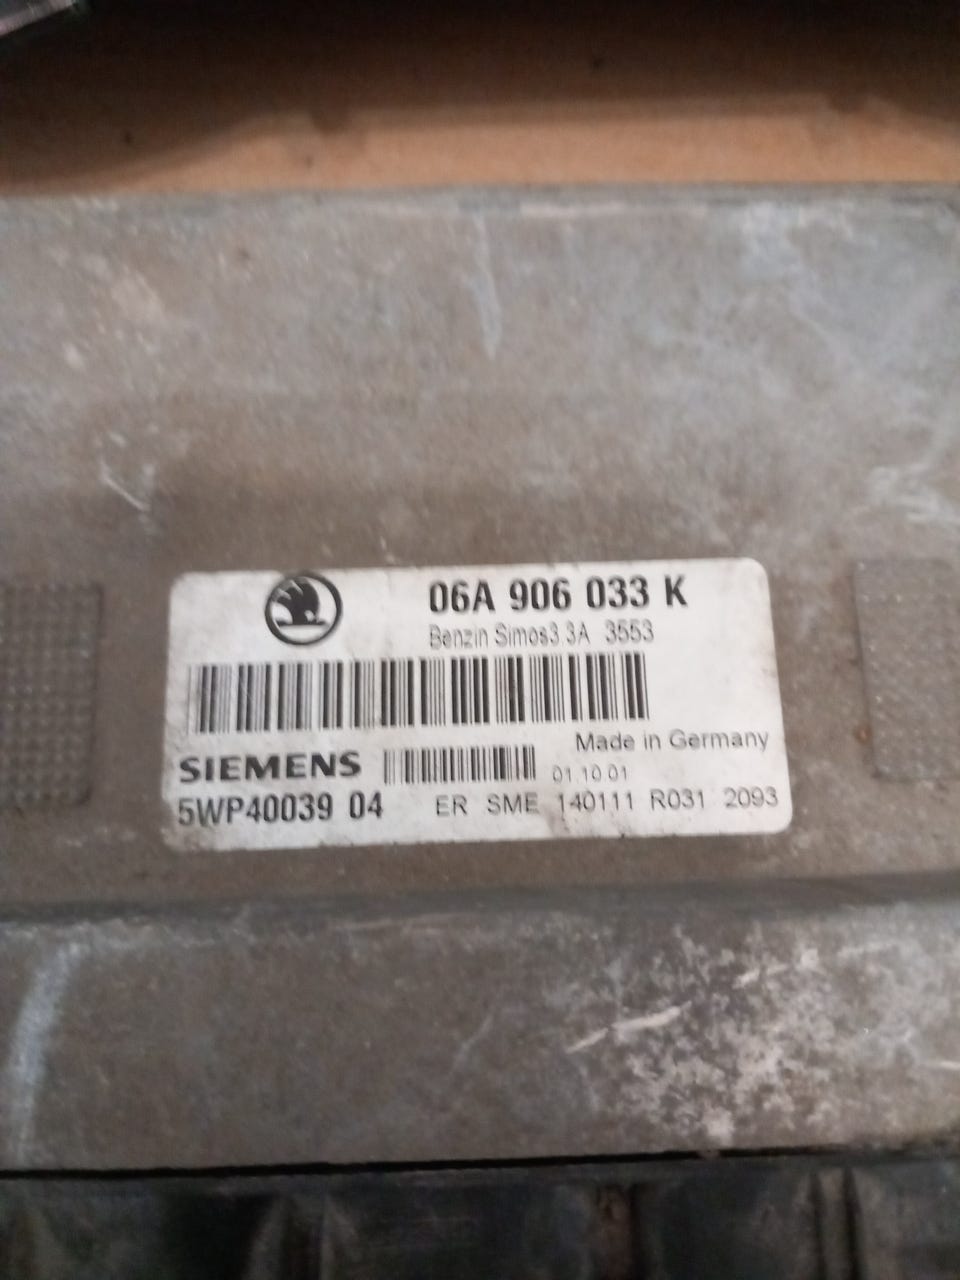 06A 906 033 K
Benzin Simos3.3A 3553
Made in Germany
SIEMENS 01.10.01
5WP40039 04 ER SME 140111 R031 2093